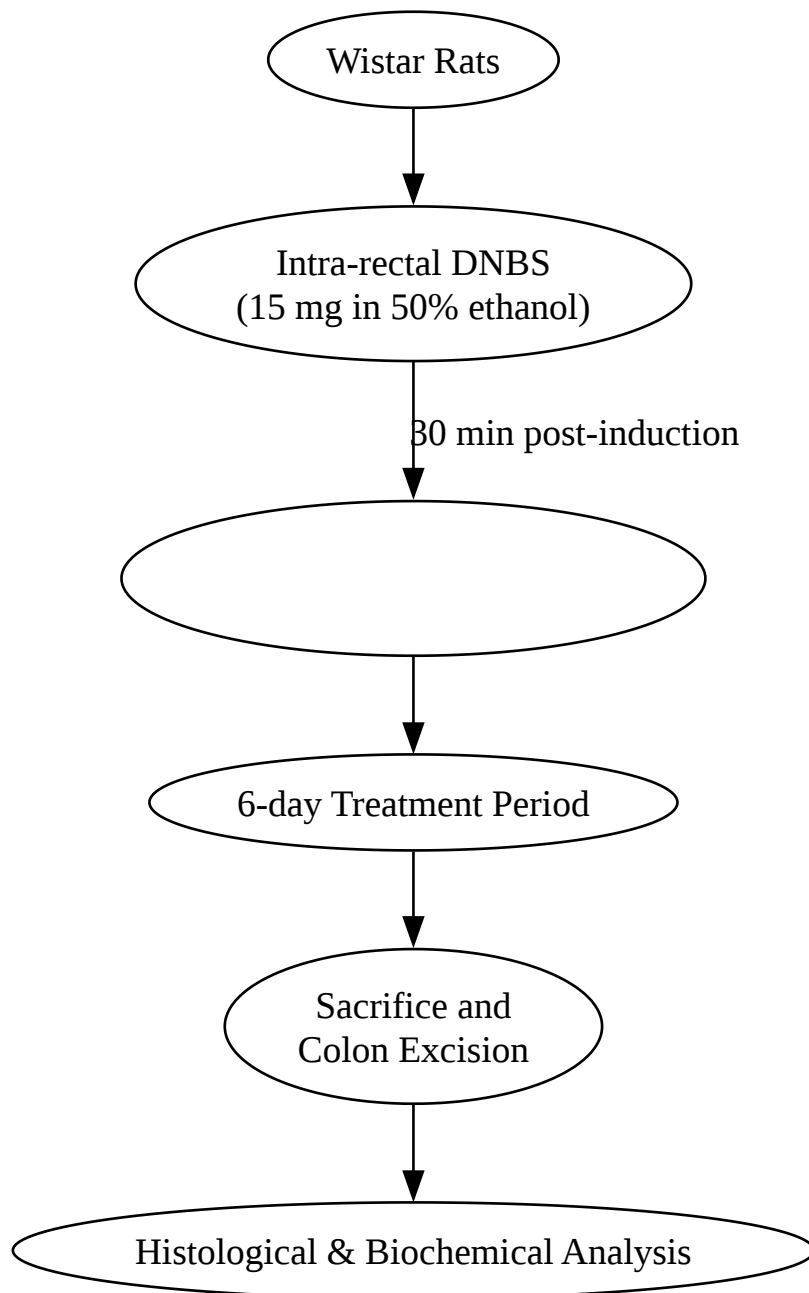 Wistar Rats
Intra-rectal DNBS
(15 mg in 50% ethanol)
30 min post-induction
6-day Treatment Period
Sacrifice and
Colon Excision
Histological & Biochemical Analysis